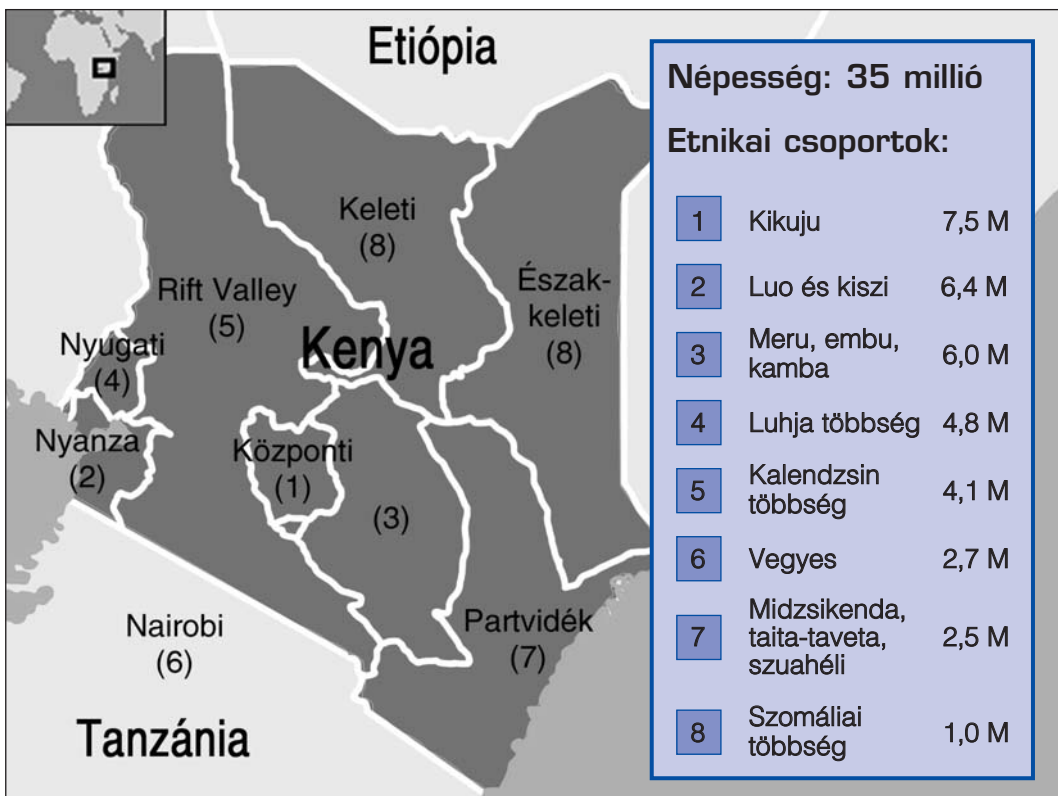 Etiópia
Keleti
(8)
Rift Valley
(5)
Észak-
keleti
(8)
Kenya
Nyugati
(4)
Nyanza
(2)
Központi
(1)
(3)
Nairobi
(6)
Partvidék
(7)
Tanzánia
Népesség: 35 millió
Etnikai csoportok:
1 Kikuju 7,5 M
2 Luo és kiszi 6,4 M
3 Meru, embu,
kamba 6,0 M
4 Luhja többség 4,8 M
5 Kalendzsin
többség 4,1 M
6 Vegyes 2,7 M
7 Midzsikenda,
taita-taveta,
szuahéli 2,5 M
8 Szomáliai
többség 1,0 M